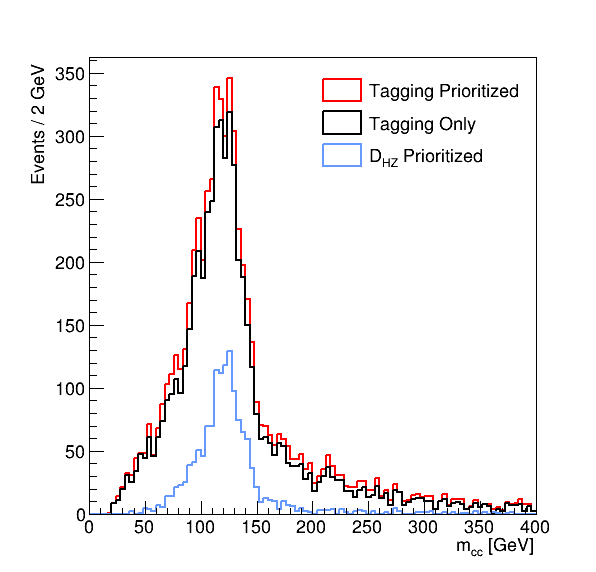 Events / 2 GeV
350
300
250
200
150
100
50
0
Tagging Prioritized
Tagging Only
D_HZ Prioritized
0 50 100 150 200 250 300 350 400
m_cc [GeV]